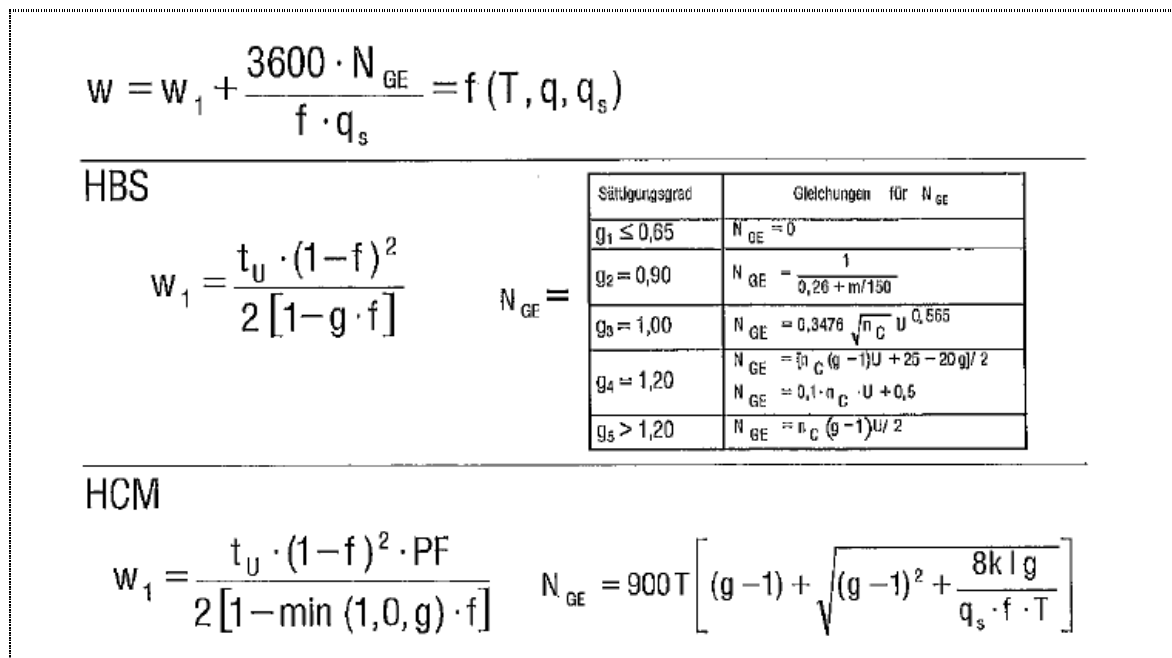 w = w₁ + (3600 · N_GE) / (f · q_s) = f (T, q, q_s)
HBS
w₁ = (t_U · (1−f)²) / (2 [1−g · f])
N_GE =
Sättigungsgrad Gleichungen für N_GE
g₁ ≤ 0,65 N_GE = 0
g₂ = 0,90 N_GE = 1 / (0,26 + m/150)
g₃ = 1,00 N_GE = 0,3476 √n_C U^0,565
g₄ = 1,20 N_GE = [n_C (g −1)U + 25 − 20 g]/ 2
N_GE = 0,1 · n_C · U + 0,5
g₅ > 1,20 N_GE = n_C (g −1)U/ 2
HCM
w₁ = (t_U · (1−f)² · PF) / (2 [1−min (1,0, g) · f])
N_GE = 900 T [(g −1) + √((g −1)² + (8k I g) / (q_s · f · T))]